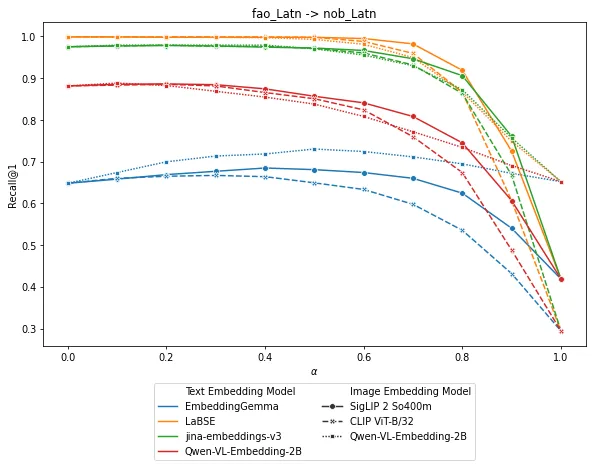 fao_Latn -> nob_Latn
Recall@1
1.0
0.9
0.8
0.7
0.6
0.5
0.4
0.3
0.0 0.2 0.4 0.6 0.8 1.0
α
Text Embedding Model Image Embedding Model
EmbeddingGemma SigLIP 2 So400m
LaBSE CLIP ViT-B/32
jina-embeddings-v3 Qwen-VL-Embedding-2B
Qwen-VL-Embedding-2B